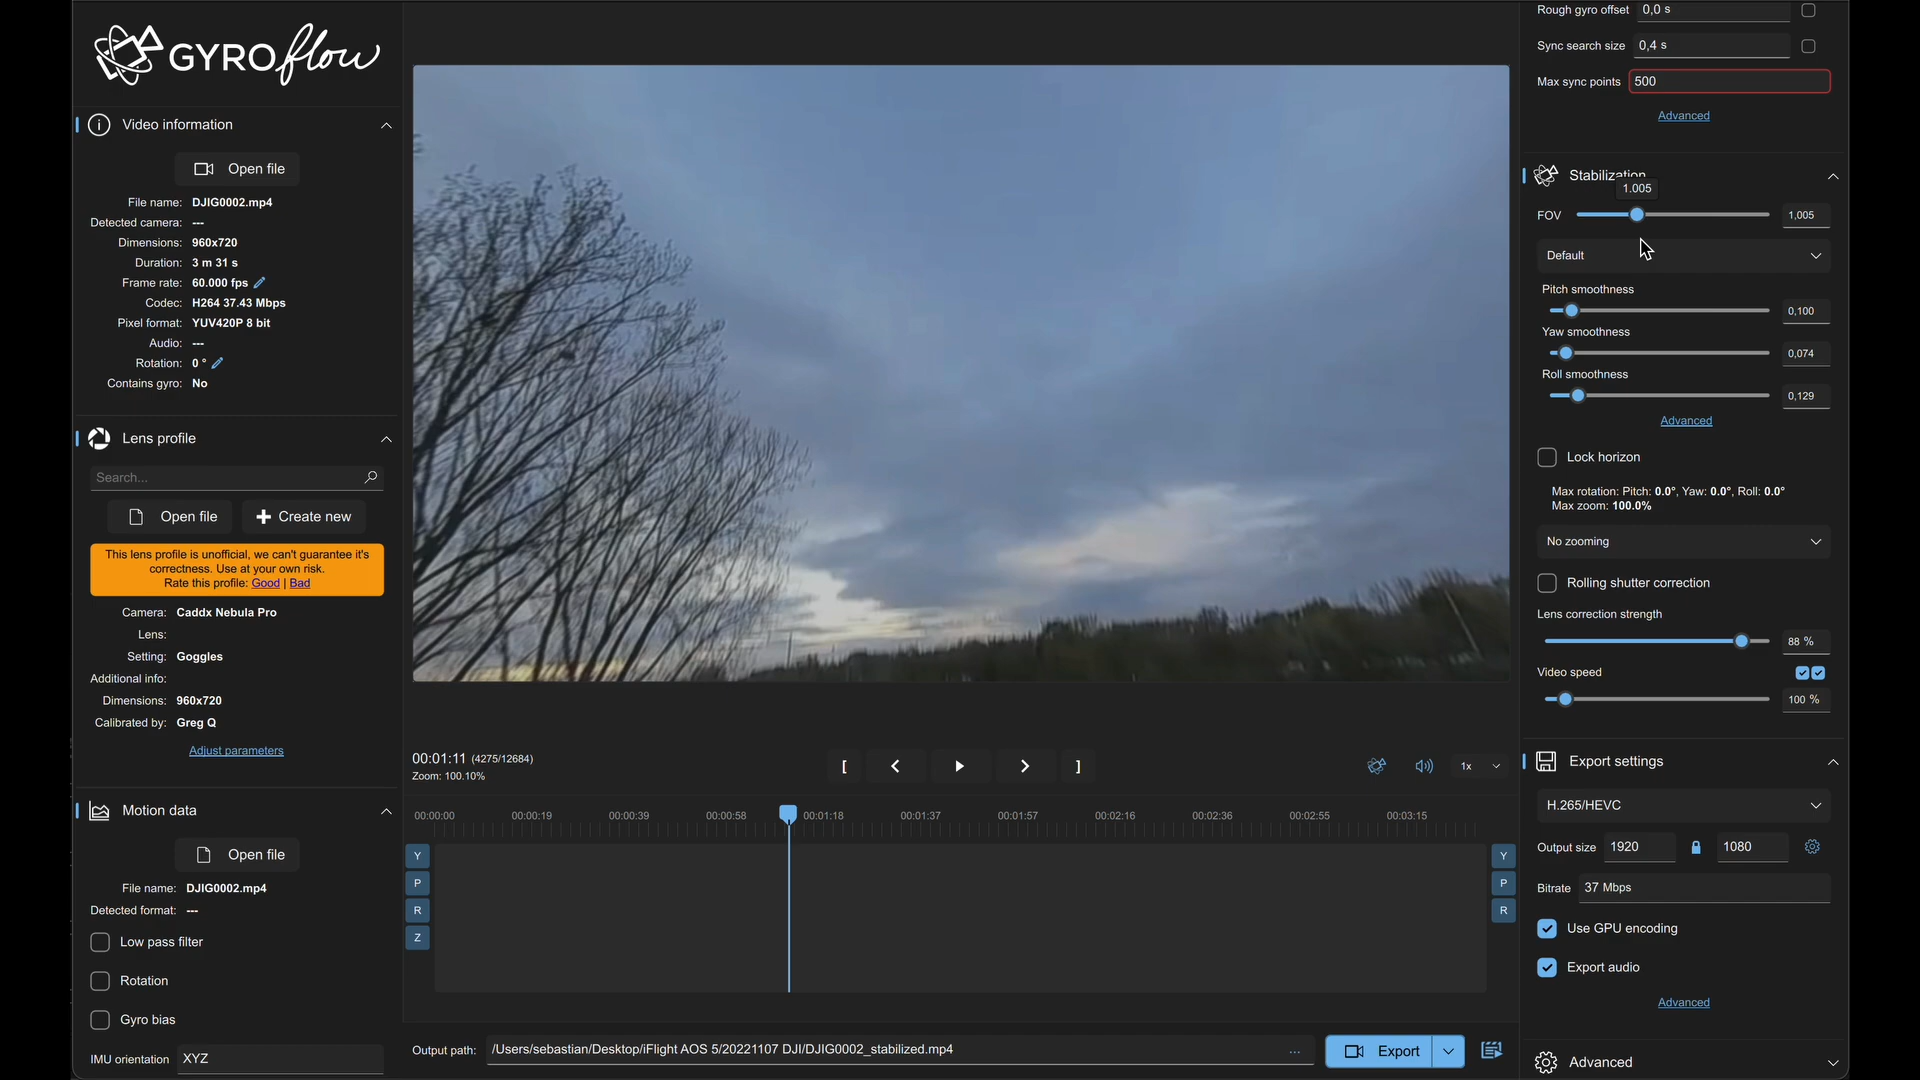 GYROflow
Video information
Open file
File name: DJIG0002.mp4
Detected camera: ---
Dimensions: 960x720
Duration: 3 m 31 s
Frame rate: 60.000 fps
Codec: H264 37.43 Mbps
Pixel format: YUV420P 8 bit
Audio: ---
Rotation: 0 °
Contains gyro: No
Lens profile
Search...
Open file
Create new
This lens profile is unofficial, we can't guarantee it's
correctness. Use at your own risk.
Rate this profile: Good | Bad
Camera: Caddx Nebula Pro
Lens:
Setting: Goggles
Additional info:
Dimensions: 960x720
Calibrated by: Greg Q
Adjust parameters
Motion data
Open file
File name: DJIG0002.mp4
Detected format: ---
Low pass filter
Rotation
Gyro bias
IMU orientation XYZ
00:01:11 (4275/12684)
Zoom: 100.10%
[
]
1x
00:00:00 00:00:19 00:00:39 00:00:58 00:01:18 00:01:37 00:01:57 00:02:16 00:02:36 00:02:55 00:03:15
Y
P
R
Z
Y
P
R
Output path: /Users/sebastian/Desktop/iFlight AOS 5/20221107 DJI/DJIG0002_stabilized.mp4 ...
Export
Rough gyro offset 0,0 s
Sync search size 0,4 s
Max sync points 500
Advanced
Stabilization
1.005
FOV 1,005
Default
Pitch smoothness
0,100
Yaw smoothness
0,074
Roll smoothness
0,129
Advanced
Lock horizon
Max rotation: Pitch: 0.0°, Yaw: 0.0°, Roll: 0.0°
Max zoom: 100.0%
No zooming
Rolling shutter correction
Lens correction strength
88 %
Video speed
100 %
Export settings
H.265/HEVC
Output size 1920 1080
Bitrate 37 Mbps
Use GPU encoding
Export audio
Advanced
Advanced